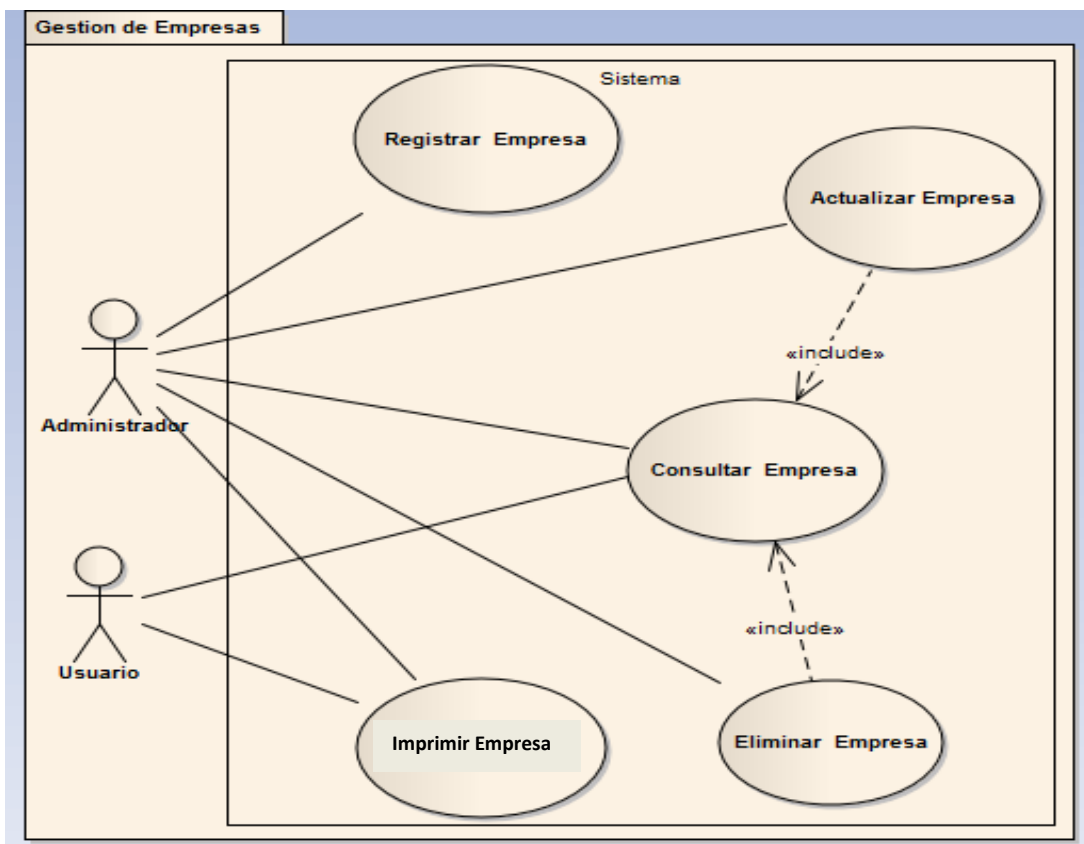 Gestion de Empresas
Sistema
Registrar Empresa
Actualizar Empresa
«include»
Administrador
Consultar Empresa
«include»
Usuario
Imprimir Empresa
Eliminar Empresa